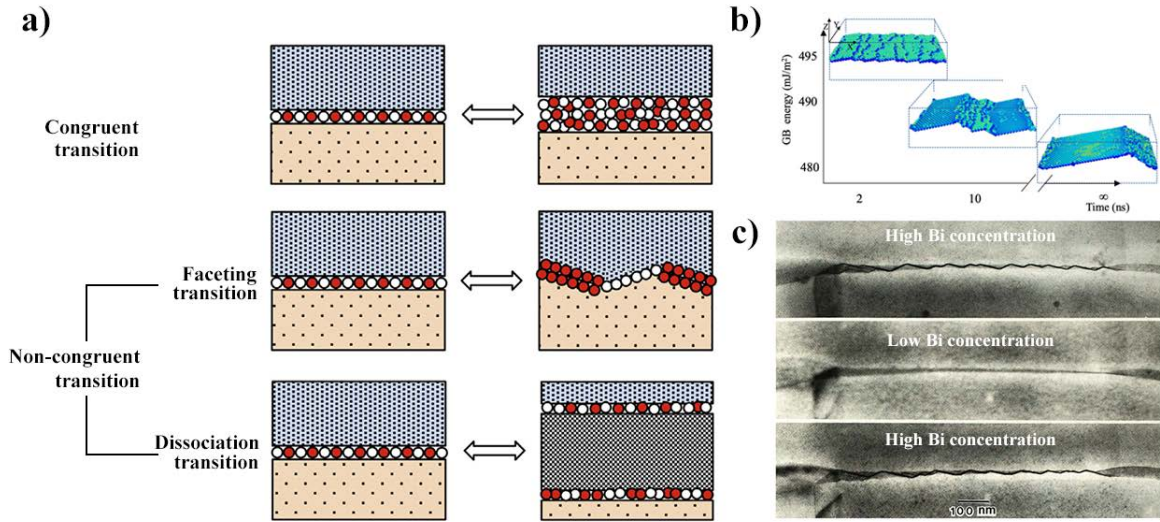 a)
Congruent
transition
Faceting
transition
Non-congruent
transition
Dissociation
transition
b)
GB energy (mJ/m²)
495
490
480
Z
Y
X
2
10
∞
Time (ns)
c)
High Bi concentration
Low Bi concentration
High Bi concentration
100 nm